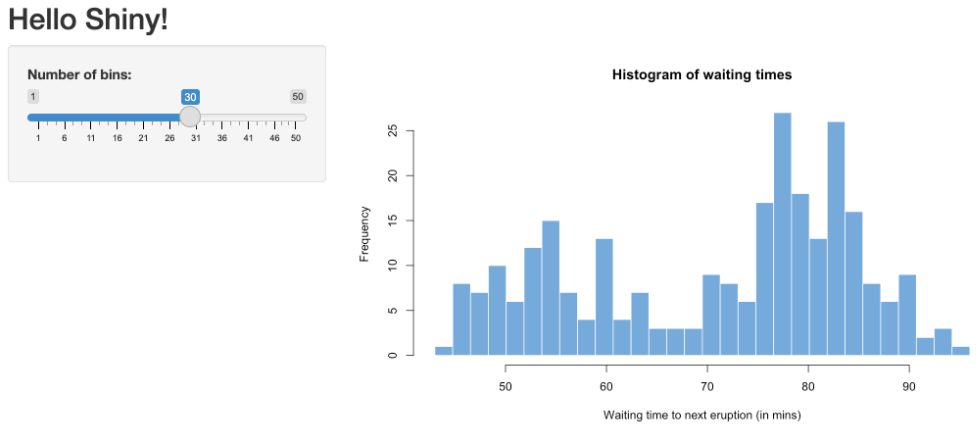 Hello Shiny!
Number of bins:
1 30 50
1 6 11 16 21 26 31 36 41 46 50
Histogram of waiting times
Frequency
25
20
15
10
5
0
50 60 70 80 90
Waiting time to next eruption (in mins)